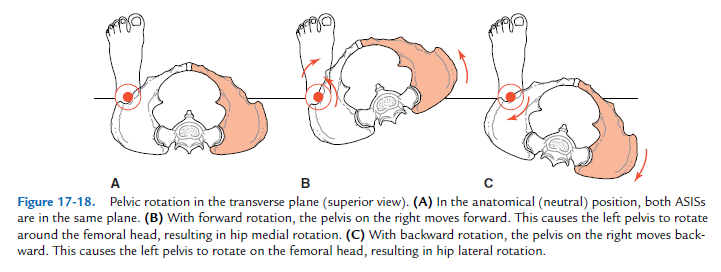 A
B
C
Figure 17-18. Pelvic rotation in the transverse plane (superior view). (A) In the anatomical (neutral) position, both ASISs
are in the same plane. (B) With forward rotation, the pelvis on the right moves forward. This causes the left pelvis to rotate
around the femoral head, resulting in hip medial rotation. (C) With backward rotation, the pelvis on the right moves back-
ward. This causes the left pelvis to rotate on the femoral head, resulting in hip lateral rotation.